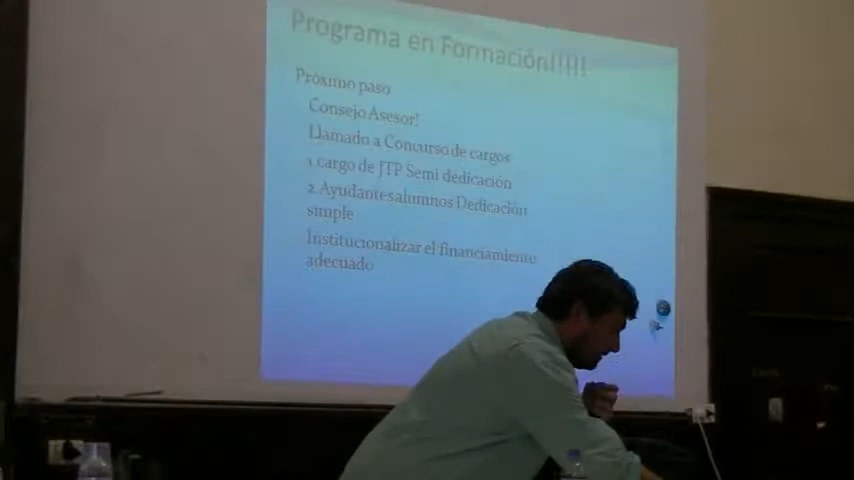 Programa en Formación!!!!!
Próximo paso
Consejo Asesor!
Llamado a Concurso de cargos
1 cargo de JTP Semi dedicación
2 Ayudantes alumnos Dedicación
simple
Institucionalizar el financiamiento
adecuado